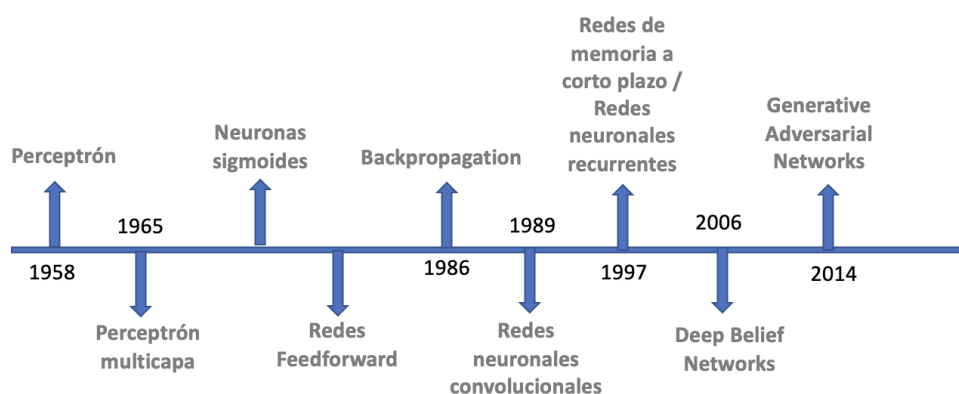 Redes de
memoria a
corto plazo /
Redes
neuronales
recurrentes
Generative
Adversarial
Networks
Neuronas
sigmoides
Perceptrón
Backpropagation
1965
1989
2006
1958
1986
1997
2014
Perceptrón
multicapa
Redes
Feedforward
Redes
neuronales
convolucionales
Deep Belief
Networks